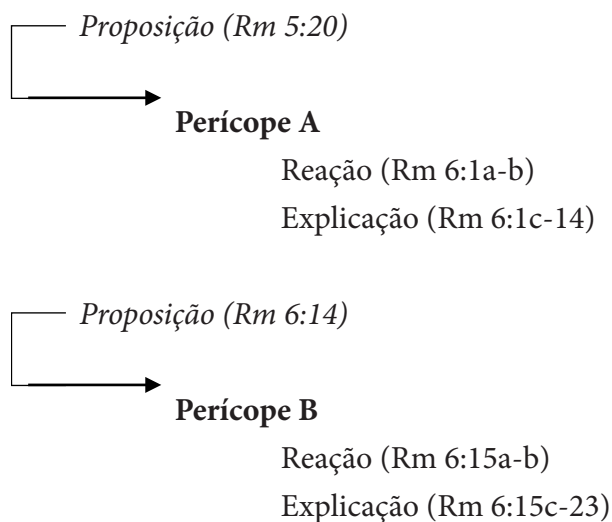 Proposição (Rm 5:20)
Perícope A
Reação (Rm 6:1a-b)
Explicação (Rm 6:1c-14)
Proposição (Rm 6:14)
Perícope B
Reação (Rm 6:15a-b)
Explicação (Rm 6:15c-23)